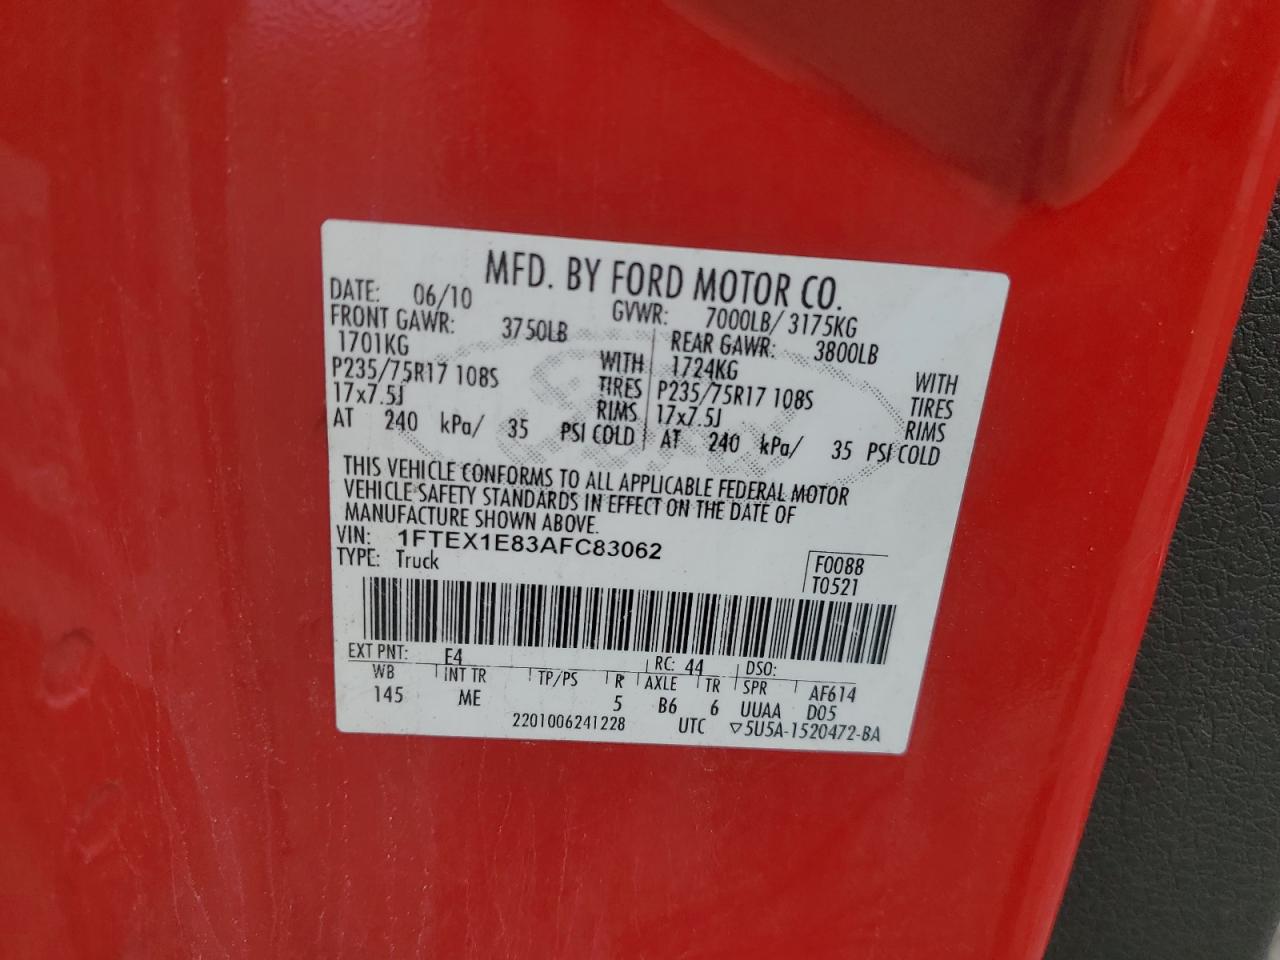 MFD. BY FORD MOTOR CO.
DATE: 06/10 GVWR: 7000LB/ 3175KG
FRONT GAWR: 3750LB REAR GAWR: 3800LB
1701KG WITH 1724KG WITH
P235/75R17 108S TIRES P235/75R17 108S TIRES
17x7.5J RIMS 17x7.5J RIMS
AT 240 kPa/ 35 PSI COLD AT 240 kPa/ 35 PSI COLD
THIS VEHICLE CONFORMS TO ALL APPLICABLE FEDERAL MOTOR
VEHICLE SAFETY STANDARDS IN EFFECT ON THE DATE OF
MANUFACTURE SHOWN ABOVE.
VIN: 1FTEX1E83AFC83062
TYPE: Truck
F0088
T0521
EXT PNT: E4 RC: 44 DSO:
WB INT TR TP/PS R AXLE TR SPR AF614
145 ME 5 B6 6 UUAA D05
2201006241228 UTC ▽5U5A-1520472-BA